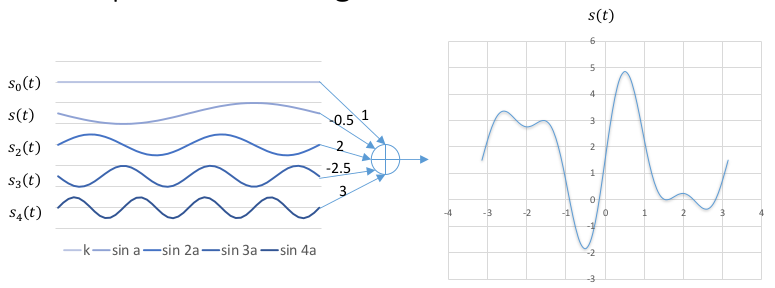 s(t)
s₀(t)
s(t)
s₂(t)
s₃(t)
s₄(t)
1
-0.5
2
-2.5
3
k sin a sin 2a sin 3a sin 4a
6
5
4
3
2
1
0
-1
-2
-3
-4 -3 -2 -1 0 1 2 3 4